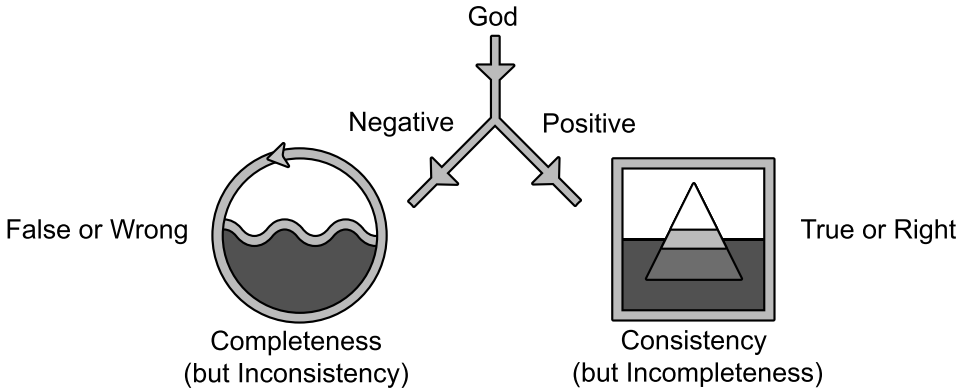 God
Negative
Positive
False or Wrong
True or Right
Completeness
(but Inconsistency)
Consistency
(but Incompleteness)